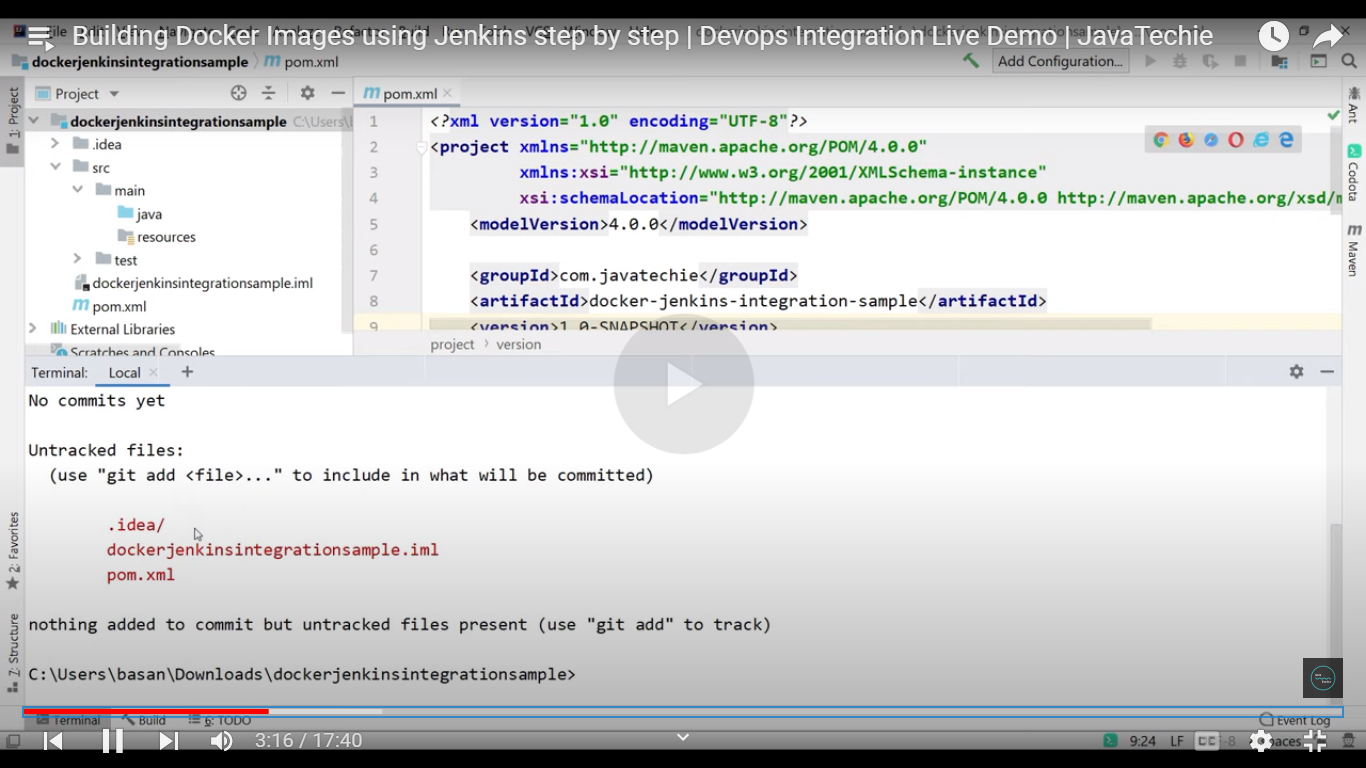 Building Docker Images using Jenkins step by step | Devops Integration Live Demo | JavaTechie
dockerjenkinsintegrationsample
pom.xml
Add Configuration...
1: Project
Project
pom.xml
dockerjenkinsintegrationsample C:\Users\
.idea
src
main
java
resources
test
dockerjenkinsintegrationsample.iml
pom.xml
External Libraries
Scratches and Consoles
1 <?xml version="1.0" encoding="UTF-8"?>
2 <project xmlns="http://maven.apache.org/POM/4.0.0"
3 xmlns:xsi="http://www.w3.org/2001/XMLSchema-instance"
4 xsi:schemaLocation="http://maven.apache.org/POM/4.0.0 http://maven.apache.org/xsd/m
5 <modelVersion>4.0.0</modelVersion>
6
7 <groupId>com.javatechie</groupId>
8 <artifactId>docker-jenkins-integration-sample</artifactId>
9 <version>1.0-SNAPSHOT</version>
project › version
Ant
Codota
Maven
Terminal: Local +
No commits yet
Untracked files:
(use "git add <file>..." to include in what will be committed)
.idea/
dockerjenkinsintegrationsample.iml
pom.xml
nothing added to commit but untracked files present (use "git add" to track)
C:\Users\basan\Downloads\dockerjenkinsintegrationsample>
2: Favorites
7: Structure
Terminal
Build
6: TODO
Event Log
3:16 / 17:40
9:24
LF
CC